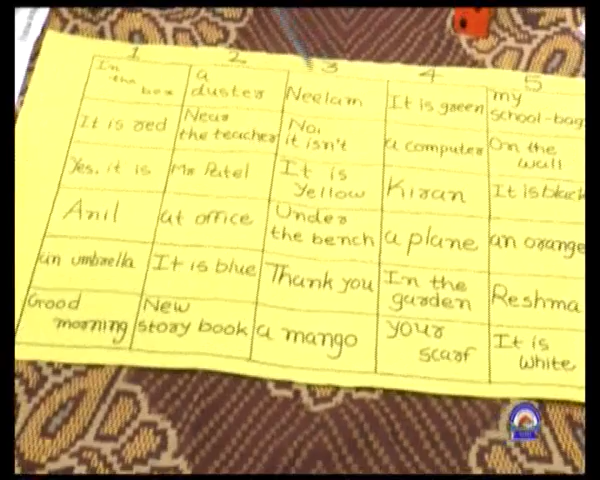 1 2 3 4 5
In the box a duster Neelam It is green my school-bag
It is red Near the teacher No, it isn't a computer On the wall
Yes, it is Mr Patel It is yellow Kiran It is black
Anil at office Under the bench a plane an orange
an umbrella It is blue Thank you In the garden Reshma
Good morning New story book a mango your scarf It is white